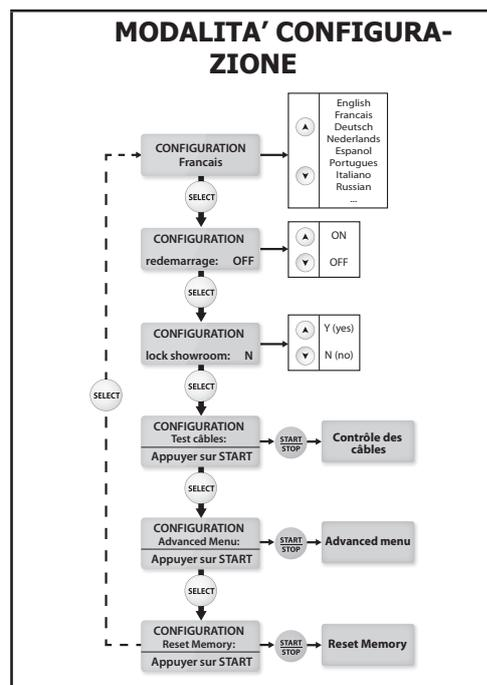 MODALITA’ CONFIGURA-
ZIONE
CONFIGURATION
Francais
English
Francais
Deutsch
Nederlands
Espanol
Portugues
Italiano
Russian
...
SELECT
CONFIGURATION
redemarrage: OFF
ON
OFF
SELECT
CONFIGURATION
lock showroom: N
Y (yes)
N (no)
SELECT
SELECT
CONFIGURATION
Test câbles:
Appuyer sur START
START
STOP
Contrôle des
câbles
SELECT
CONFIGURATION
Advanced Menu:
Appuyer sur START
START
STOP
Advanced menu
SELECT
CONFIGURATION
Reset Memory:
Appuyer sur START
START
STOP
Reset Memory